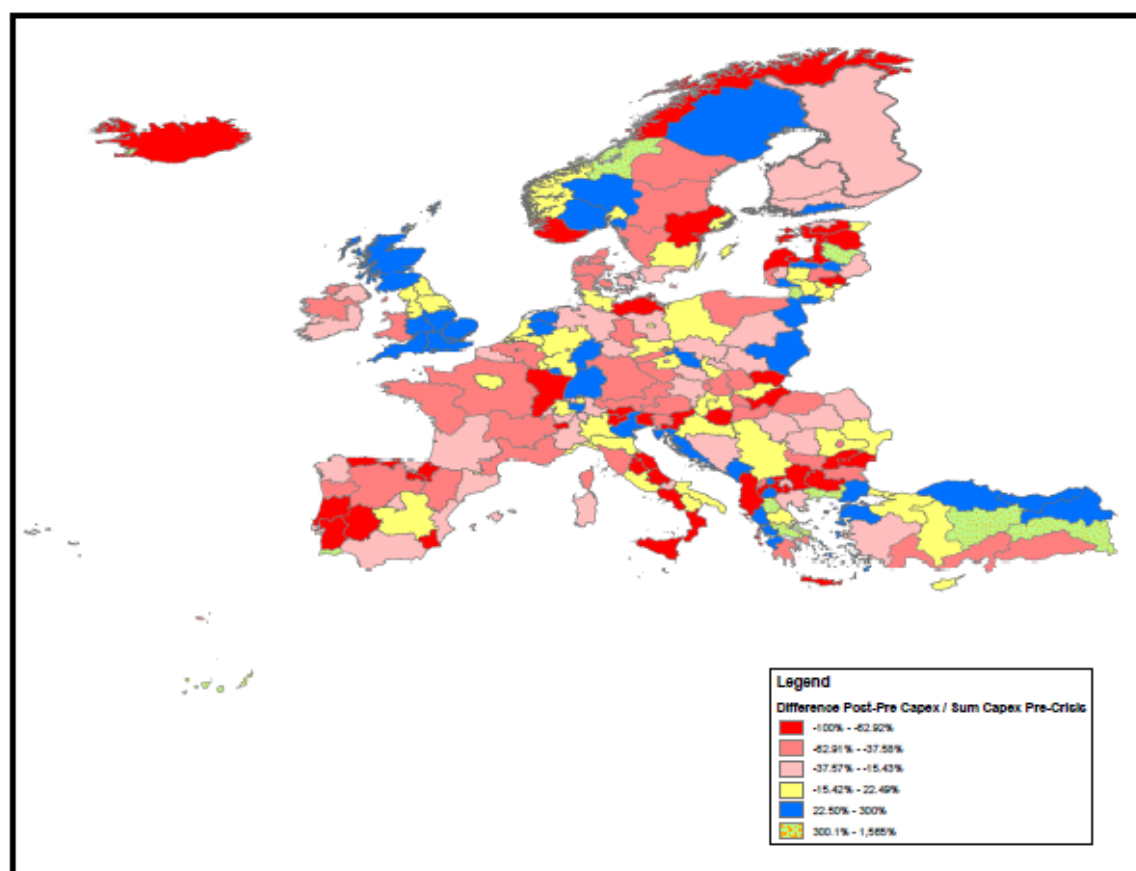 Legend
Difference Post-Pre Capex / Sum Capex Pre-Crisis
-100% - -62.92%
-62.91% - -37.58%
-37.57% - -15.43%
-15.42% - 22.49%
22.50% - 300%
300.1% - 1,565%